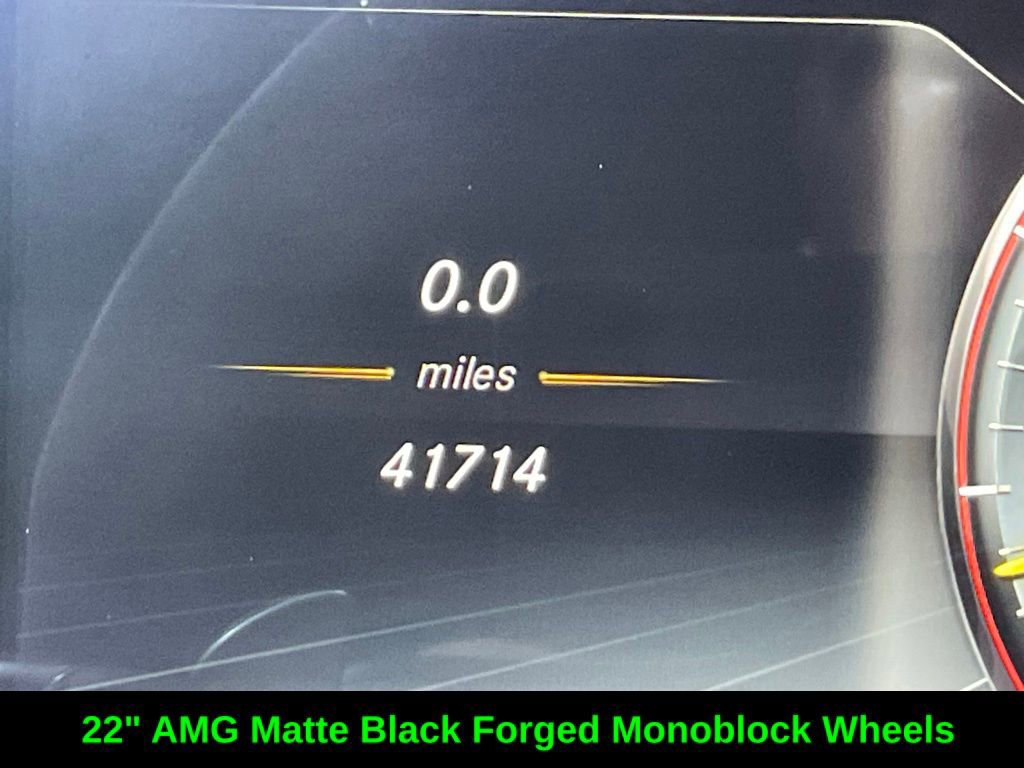 0.0
miles
41714
22" AMG Matte Black Forged Monoblock Wheels